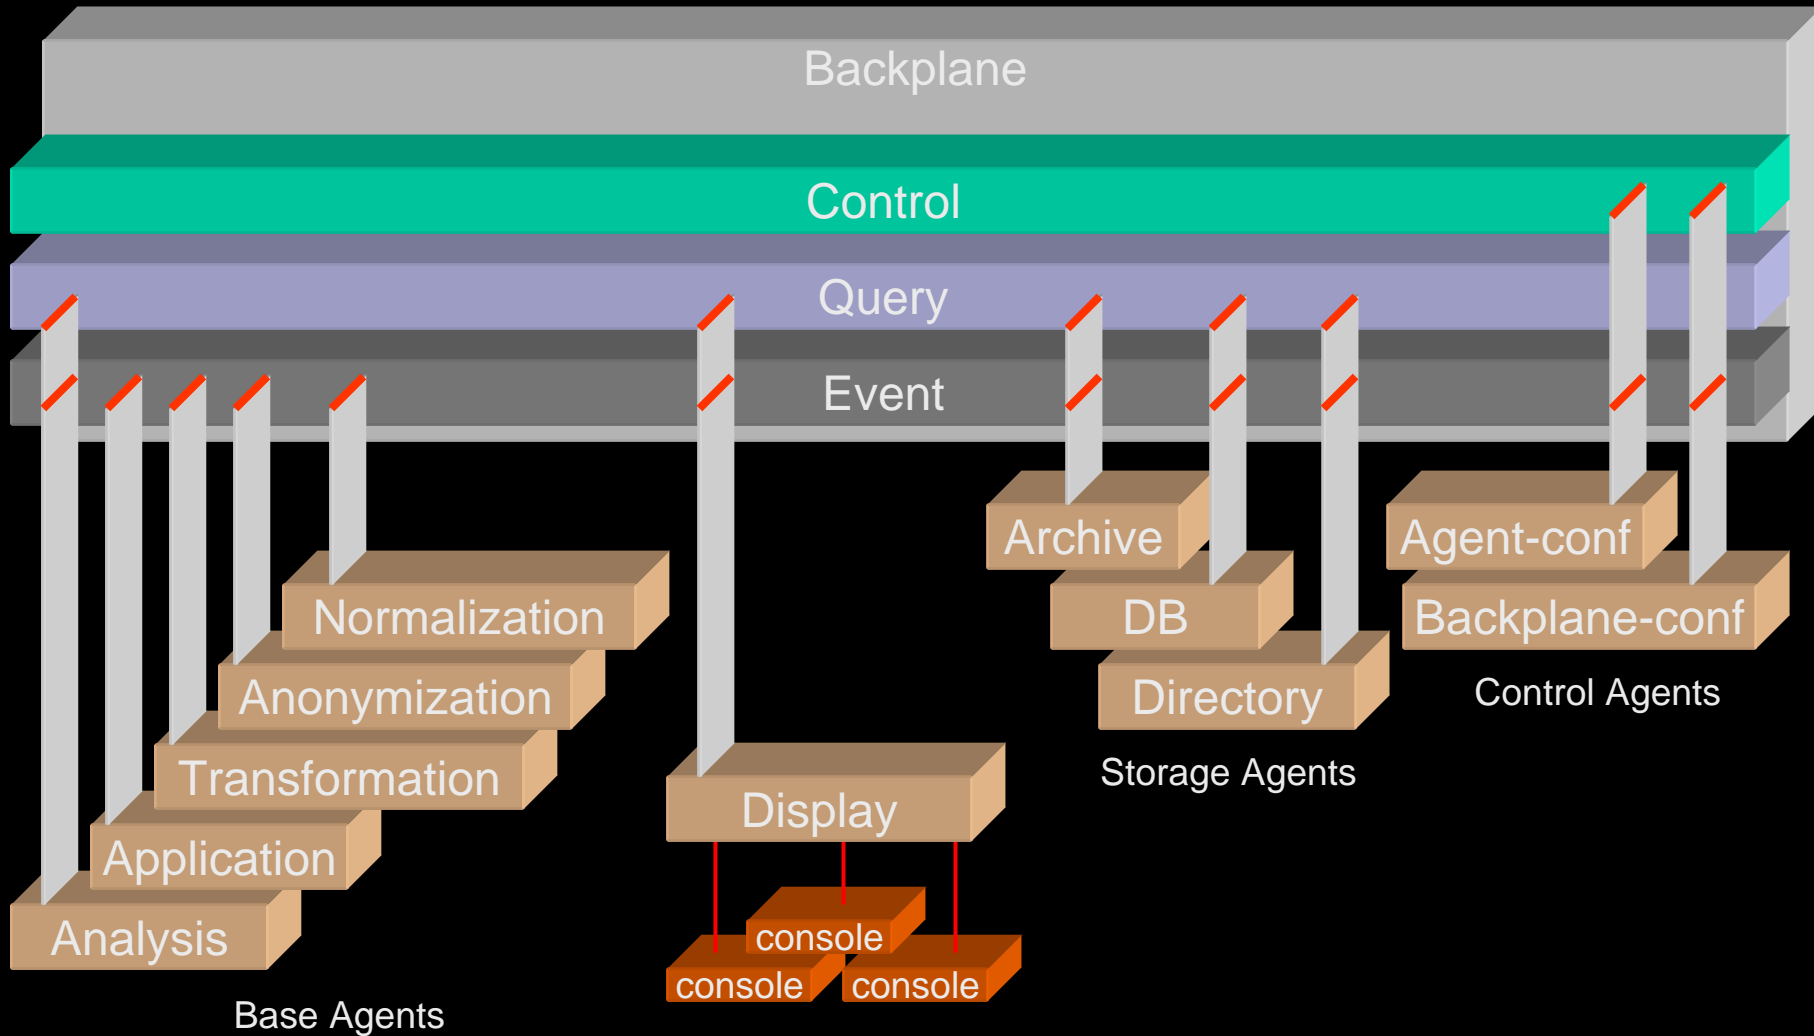 Backplane
Control
Query
Event
Archive
Agent-conf
Normalization
DB
Backplane-conf
Anonymization
Directory
Control Agents
Transformation
Storage Agents
Display
Application
Analysis
console
console
console
Base Agents